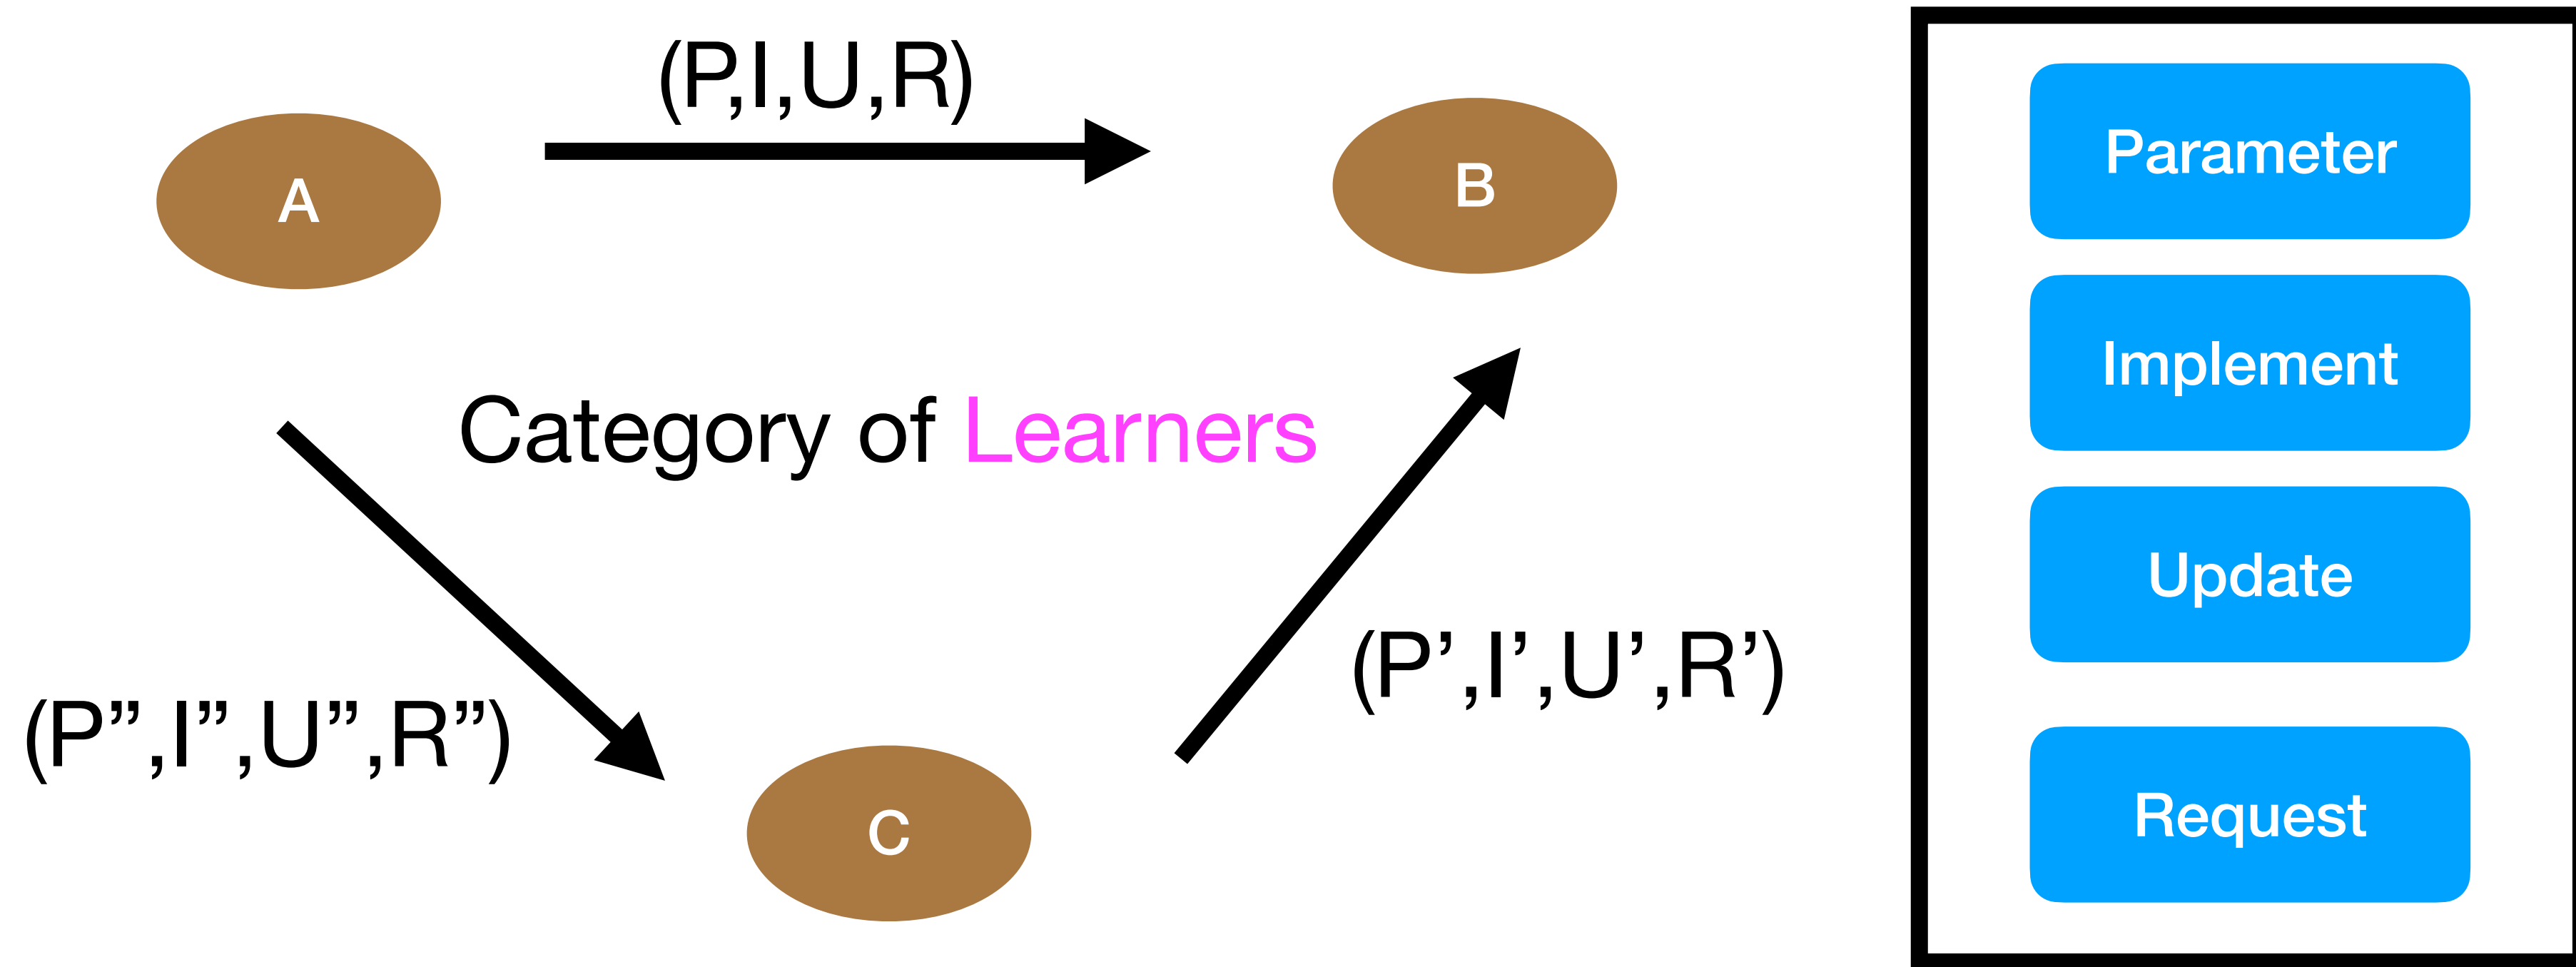 (P,I,U,R)
A
B
Category of Learners
(P”,I”,U”,R”)
(P’,I’,U’,R’)
C
Parameter
Implement
Update
Request